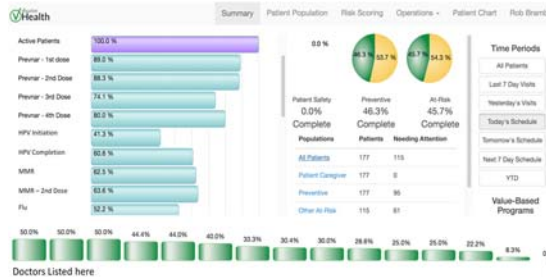 Health
Summary Patient Population Risk Scoring Operations Patient Chart Rob Braml
Active Patients 100.0 %
Prevnar - 1st dose 89.0 %
Prevnar - 2nd Dose 88.3 %
Prevnar - 3rd Dose 74.1 %
Prevnar - 4th Dose 80.0 %
HPV Initiation 41.3 %
HPV Completion 60.8 %
MMR 62.5 %
MMR – 2nd Dose 63.6 %
Flu 52.2 %
0.0 %
46.3 % 53.7 %
45.7 % 54.3 %
Patient Safety Preventive At-Risk
0.0% 46.3% 45.7%
Complete Complete Complete
Populations Patients Needing Attention
All Patients 177 115
Patient Caregiver 177 0
Preventive 177 95
Other At-Risk 115 61
Time Periods
All Patients
Last 7 Day Visits
Yesterday's Visits
Today's Schedule
Tomorrow's Schedule
Next 7 Day Schedule
YTD
Value-Based
Programs
50.0% 50.0% 50.0% 44.4% 44.0% 40.0% 33.3% 30.4% 30.0% 28.6% 25.0% 25.0% 22.2% 8.3% 0
Doctors Listed here